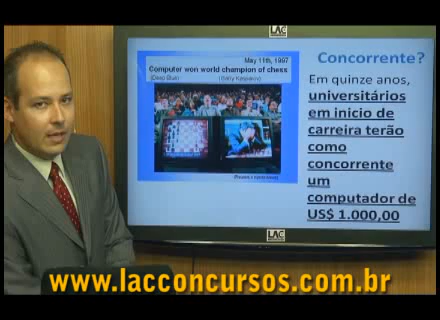 LAC
May 11th, 1997
Computer won world champion of chess
(Deep Blue) (Garry Kasparov)
Concorrente?
Em quinze anos,
universitários
em inicio de
carreira terão
como
concorrente
um
computador de
US$ 1.000,00
LAC
www.lacconcursos.com.br